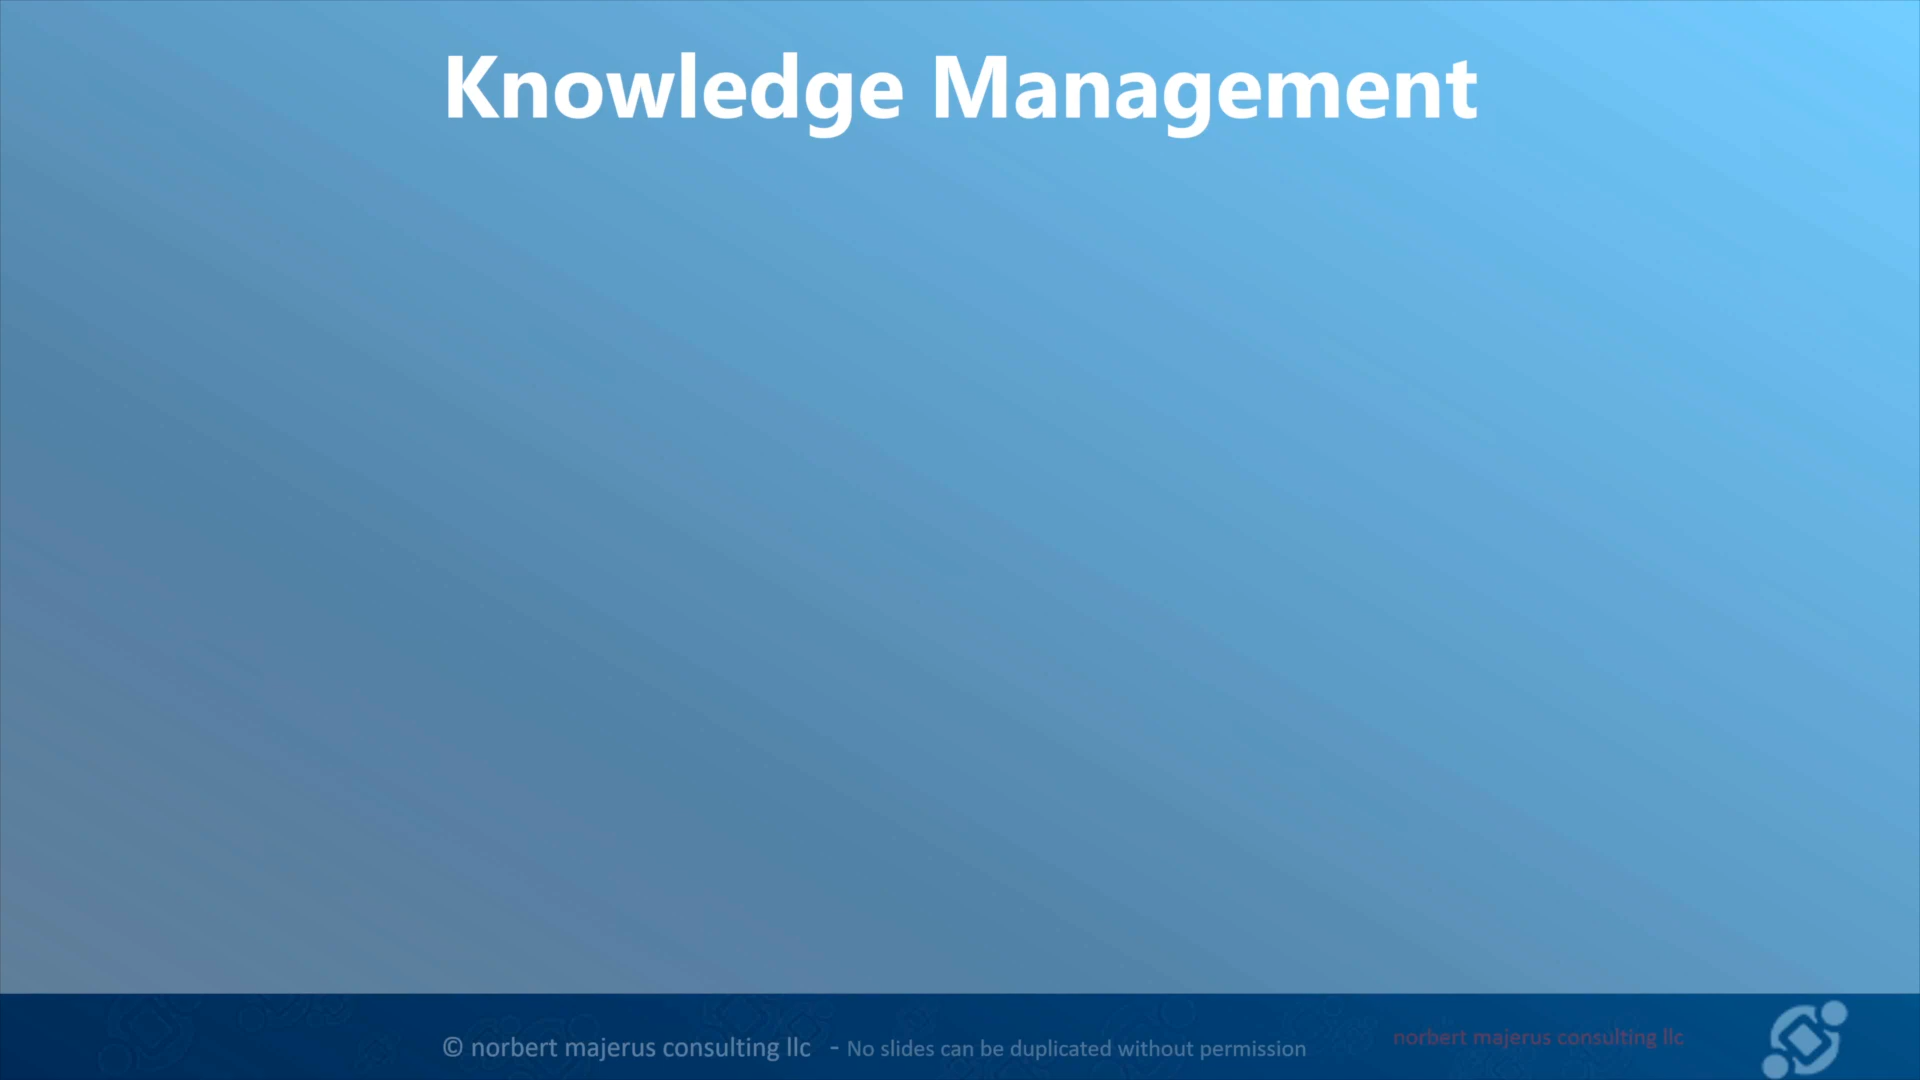 Knowledge Management
© norbert majerus consulting llc - No slides can be duplicated without permission
norbert majerus consulting llc